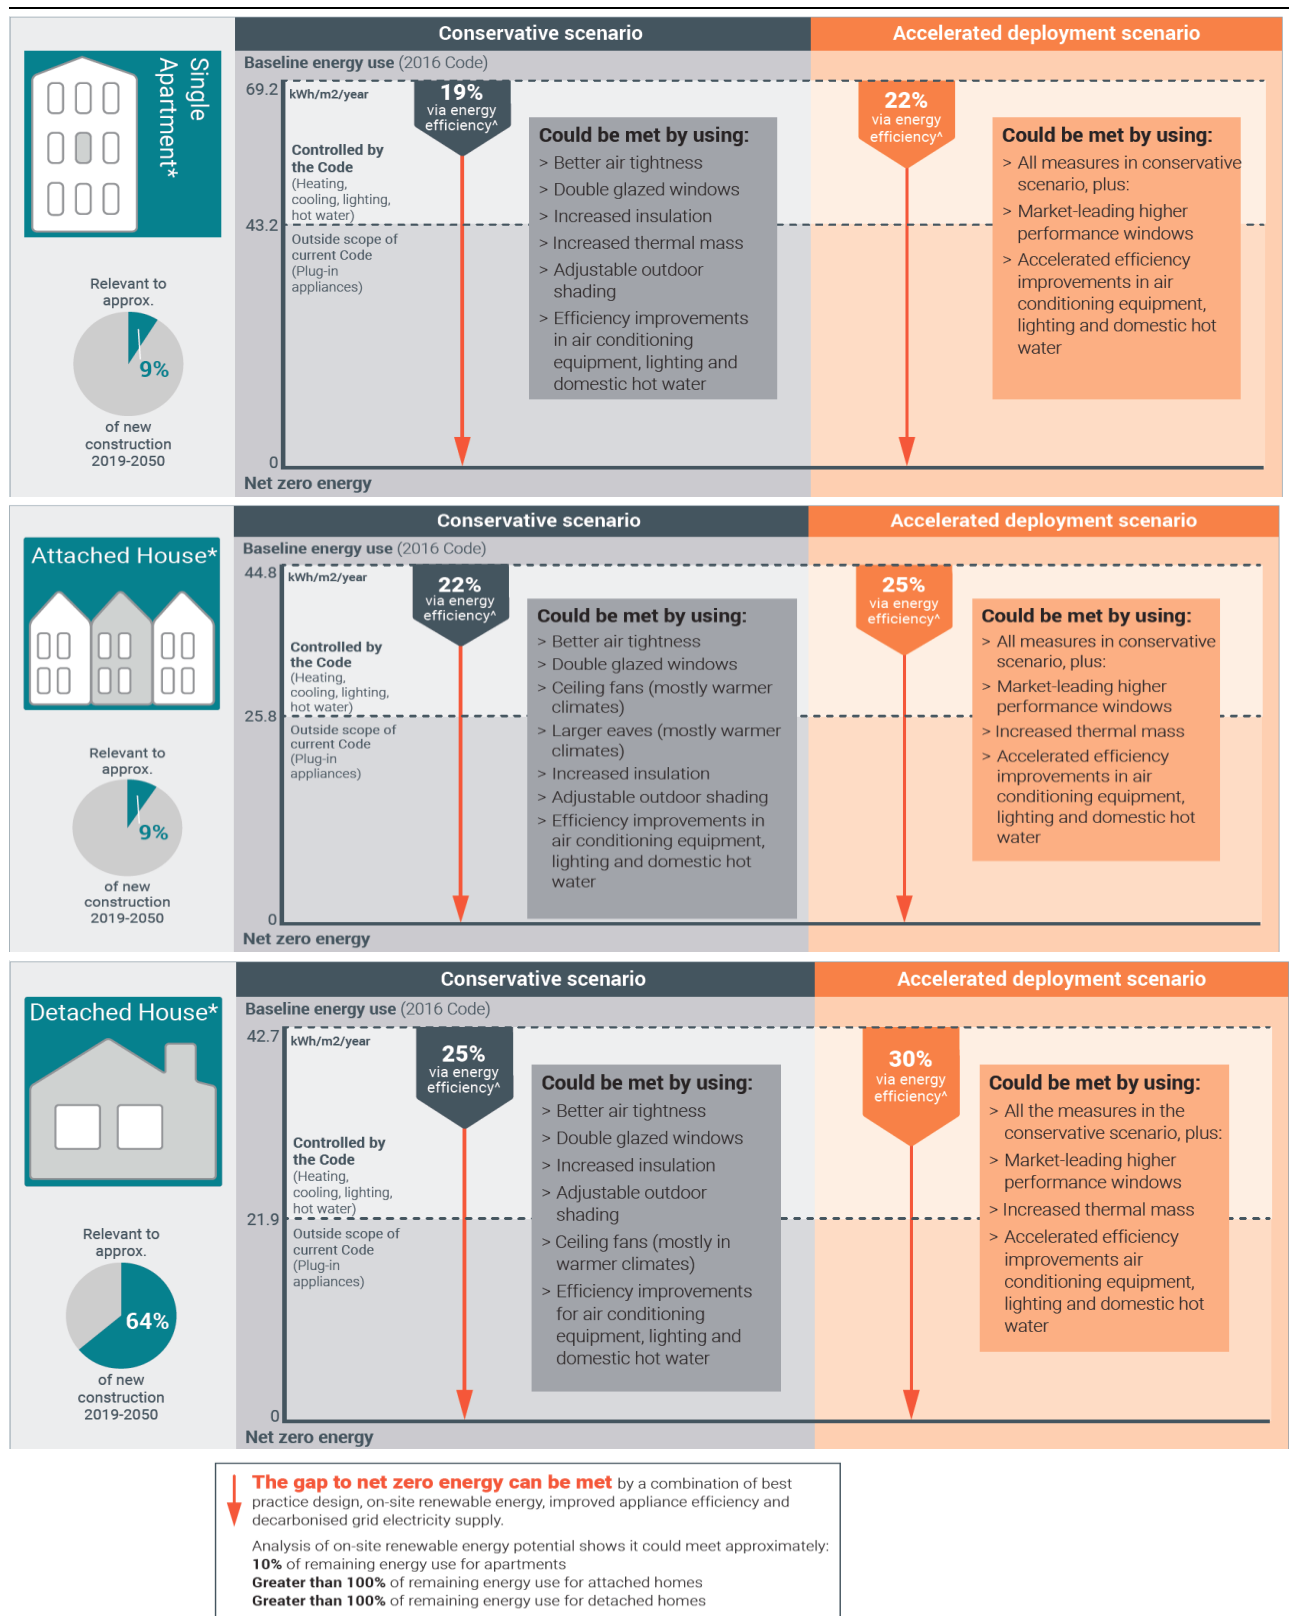 Conservative scenario
Accelerated deployment scenario
Single
Apartment*
Relevant to
approx.
9%
of new
construction
2019-2050
Baseline energy use (2016 Code)
69.2
kWh/m2/year
Controlled by
the Code
(Heating,
cooling, lighting,
hot water)
43.2
Outside scope of
current Code
(Plug-in
appliances)
0
Net zero energy
19%
via energy
efficiency^
Could be met by using:
> Better air tightness
> Double glazed windows
> Increased insulation
> Increased thermal mass
> Adjustable outdoor
shading
> Efficiency improvements
in air conditioning
equipment, lighting and
domestic hot water
22%
via energy
efficiency^
Could be met by using:
> All measures in conservative
scenario, plus:
> Market-leading higher
performance windows
> Accelerated efficiency
improvements in air
conditioning equipment,
lighting and domestic hot
water
Conservative scenario
Accelerated deployment scenario
Attached House*
Relevant to
approx.
9%
of new
construction
2019-2050
Baseline energy use (2016 Code)
44.8
kWh/m2/year
Controlled by
the Code
(Heating,
cooling, lighting,
hot water)
25.8
Outside scope of
current Code
(Plug-in
appliances)
0
Net zero energy
22%
via energy
efficiency^
Could be met by using:
> Better air tightness
> Double glazed windows
> Ceiling fans (mostly warmer
climates)
> Larger eaves (mostly warmer
climates)
> Increased insulation
> Adjustable outdoor shading
> Efficiency improvements in
air conditioning equipment,
lighting and domestic hot
water
25%
via energy
efficiency^
Could be met by using:
> All measures in conservative
scenario, plus:
> Market-leading higher
performance windows
> Increased thermal mass
> Accelerated efficiency
improvements in air
conditioning equipment,
lighting and domestic hot
water
Conservative scenario
Accelerated deployment scenario
Detached House*
Relevant to
approx.
64%
of new
construction
2019-2050
Baseline energy use (2016 Code)
42.7
kWh/m2/year
Controlled by
the Code
(Heating,
cooling, lighting,
hot water)
21.9
Outside scope of
current Code
(Plug-in
appliances)
0
Net zero energy
25%
via energy
efficiency^
Could be met by using:
> Better air tightness
> Double glazed windows
> Increased insulation
> Adjustable outdoor
shading
> Ceiling fans (mostly in
warmer climates)
> Efficiency improvements
for air conditioning
equipment, lighting and
domestic hot water
30%
via energy
efficiency^
Could be met by using:
> All the measures in the
conservative scenario, plus:
> Market-leading higher
performance windows
> Increased thermal mass
> Accelerated efficiency
improvements air
conditioning equipment,
lighting and domestic hot
water
The gap to net zero energy can be met by a combination of best
practice design, on-site renewable energy, improved appliance efficiency and
decarbonised grid electricity supply.
Analysis of on-site renewable energy potential shows it could meet approximately:
10% of remaining energy use for apartments
Greater than 100% of remaining energy use for attached homes
Greater than 100% of remaining energy use for detached homes